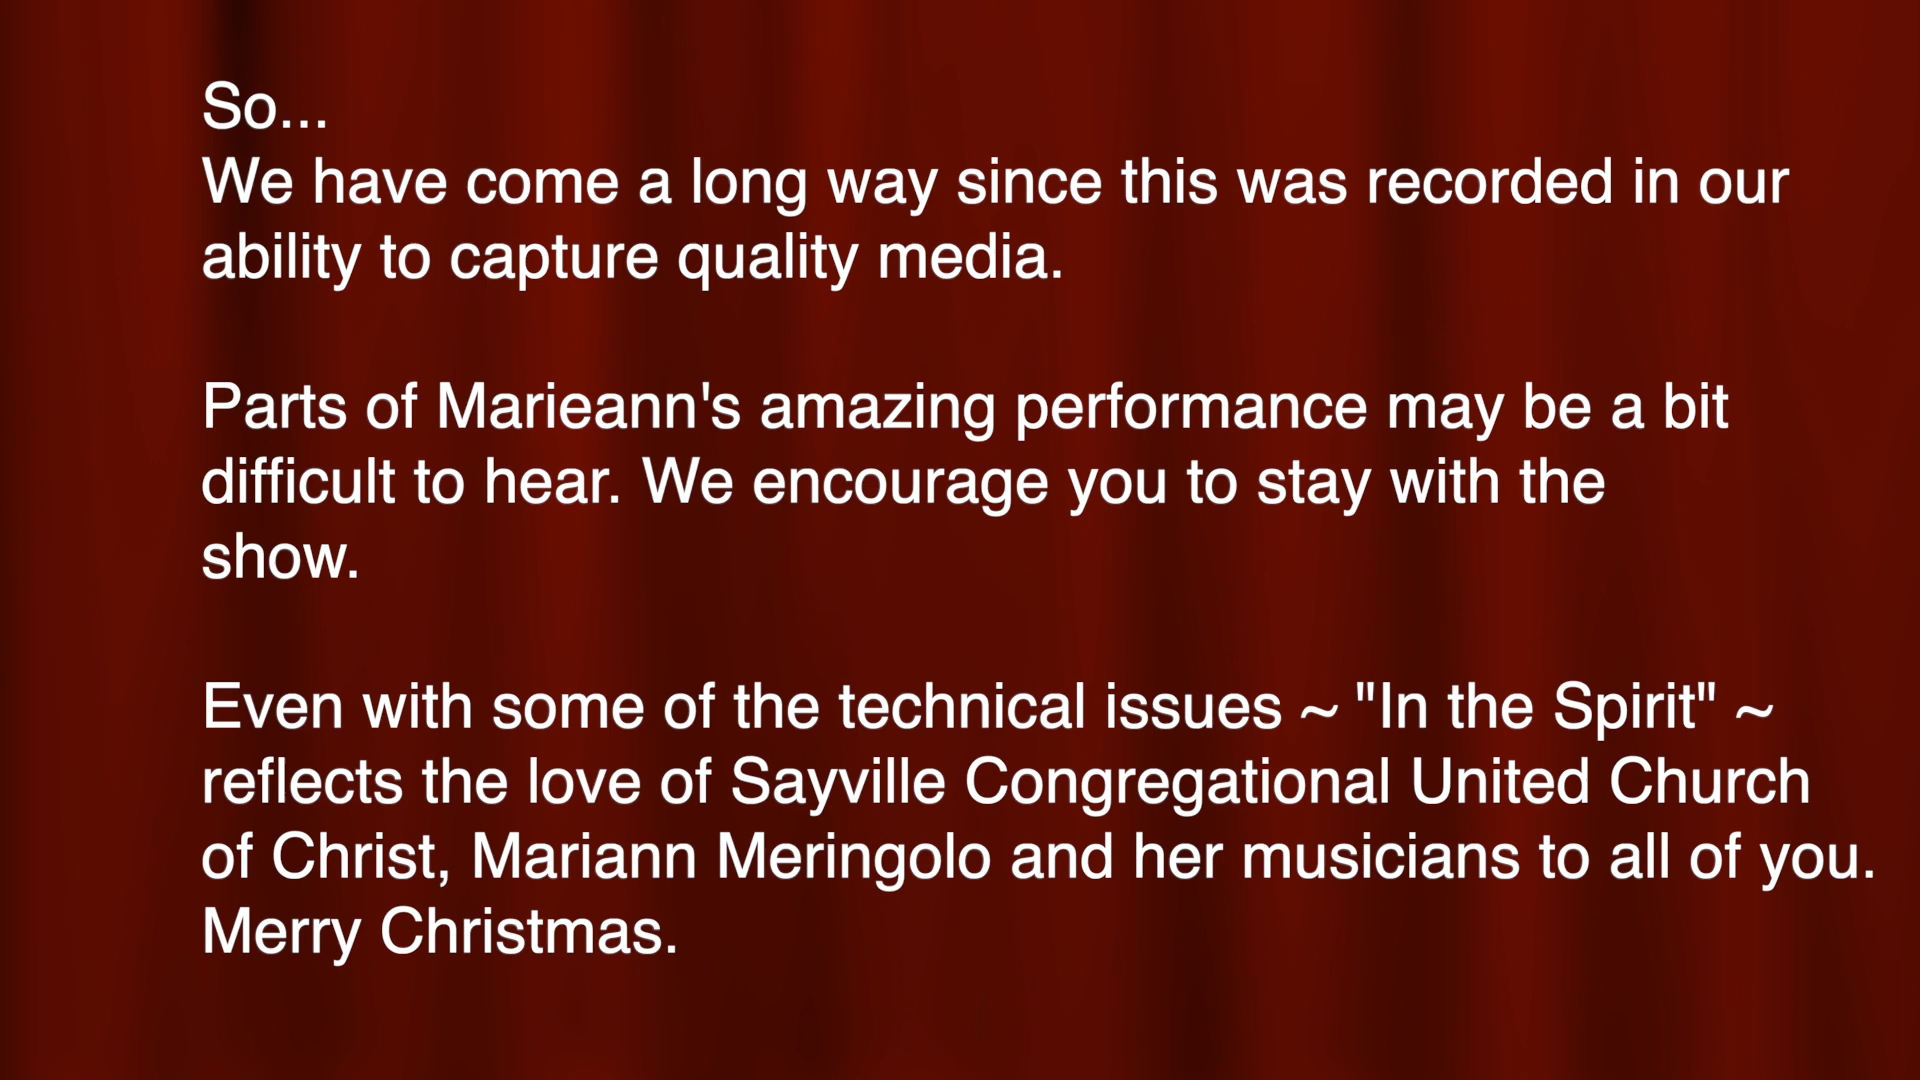 So...
We have come a long way since this was recorded in our
ability to capture quality media.
Parts of Marieann's amazing performance may be a bit
difficult to hear. We encourage you to stay with the
show.
Even with some of the technical issues ~ "In the Spirit" ~
reflects the love of Sayville Congregational United Church
of Christ, Mariann Meringolo and her musicians to all of you.
Merry Christmas.